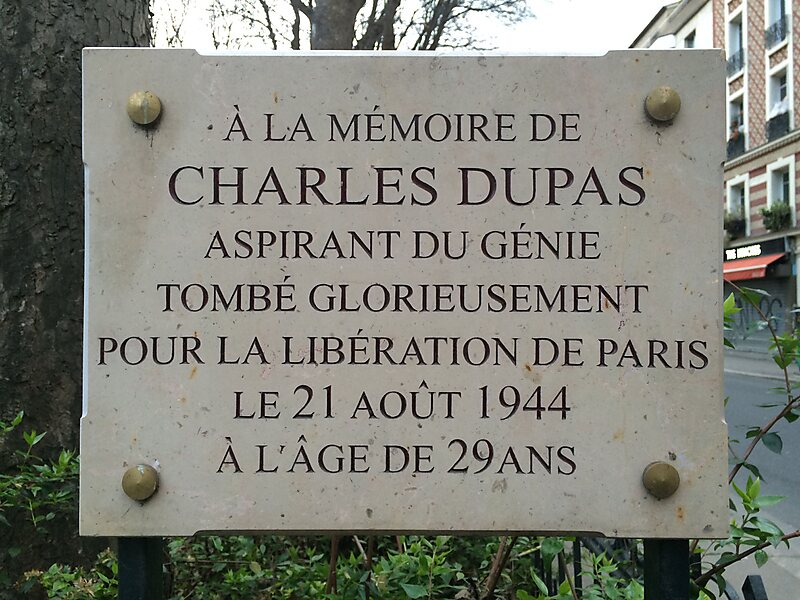 À LA MÉMOIRE DE
CHARLES DUPAS
ASPIRANT DU GÉNIE
TOMBÉ GLORIEUSEMENT
POUR LA LIBÉRATION DE PARIS
LE 21 AOÛT 1944
À L'ÂGE DE 29ANS